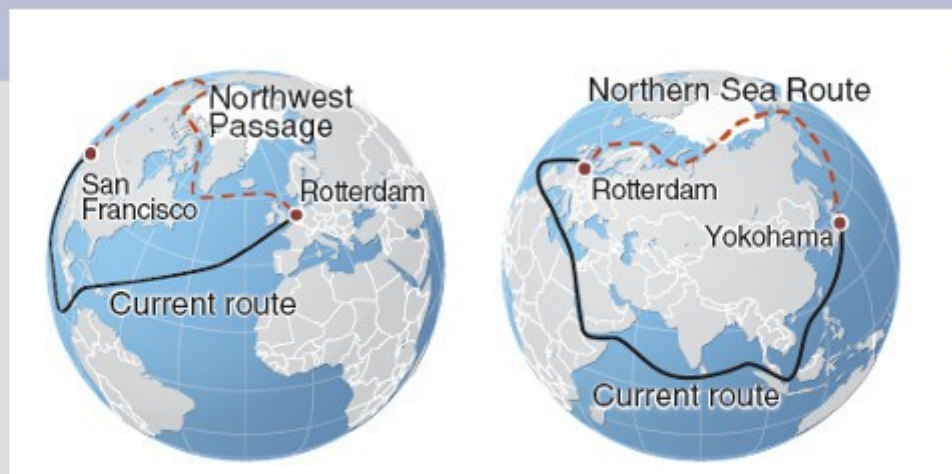 Northwest
Passage
San
Francisco
Rotterdam
Current route
Northern Sea Route
Rotterdam
Yokohama
Current route